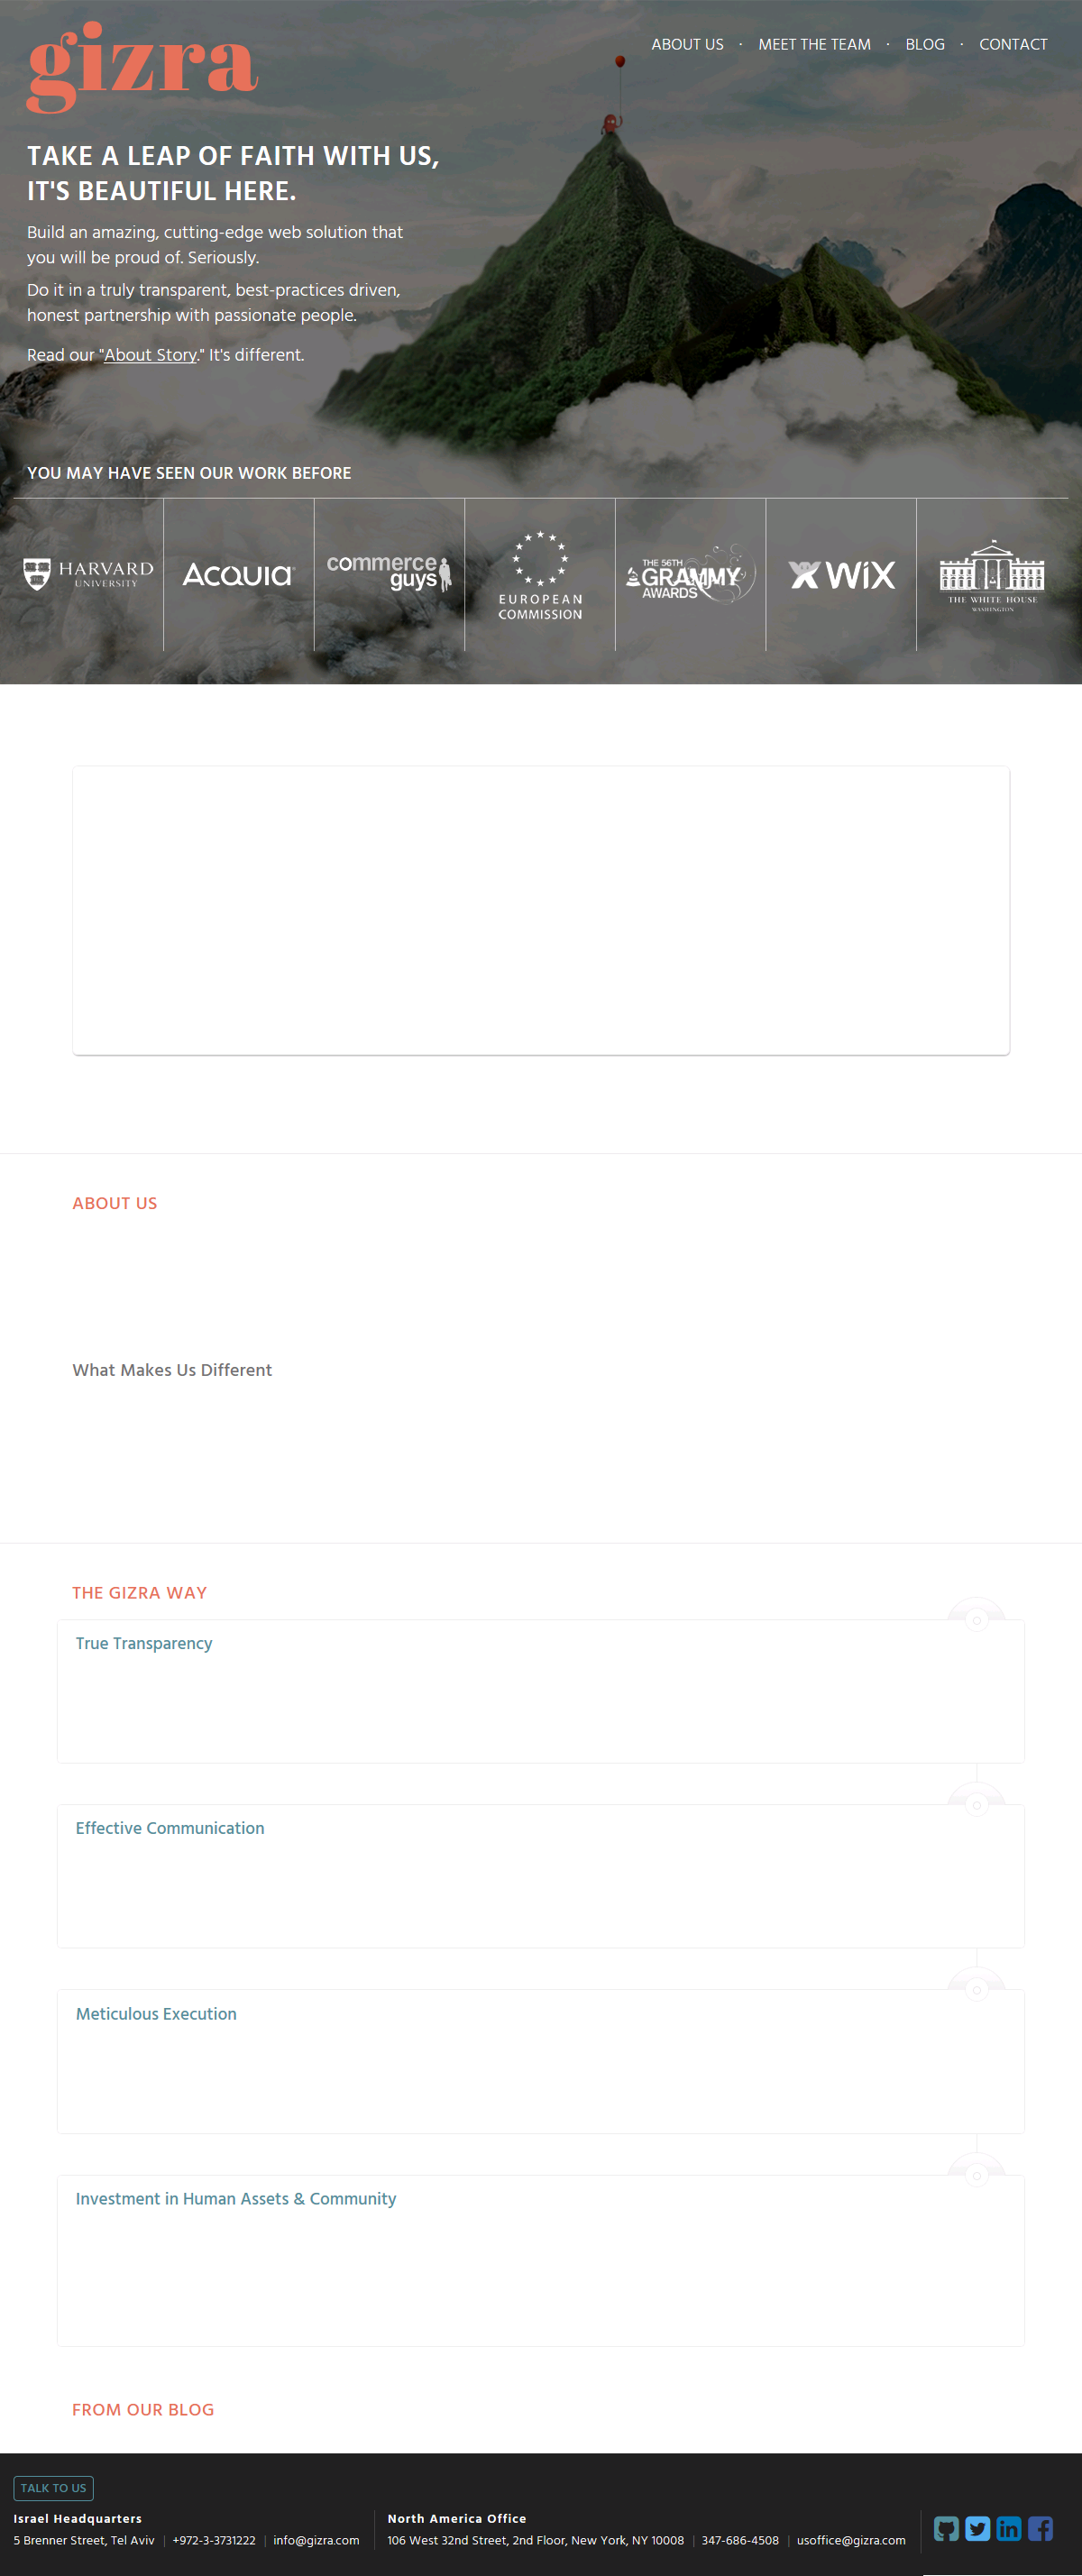 gizra
ABOUT US · MEET THE TEAM · BLOG · CONTACT
TAKE A LEAP OF FAITH WITH US,
IT'S BEAUTIFUL HERE.
Build an amazing, cutting-edge web solution that
you will be proud of. Seriously.
Do it in a truly transparent, best-practices driven,
honest partnership with passionate people.
Read our "About Story." It's different.
YOU MAY HAVE SEEN OUR WORK BEFORE
HARVARD
UNIVERSITY
ACQUIA
commerce
guys
EUROPEAN
COMMISSION
THE 56TH
GRAMMY
AWARDS
WiX
THE WHITE HOUSE
WASHINGTON
ABOUT US
What Makes Us Different
THE GIZRA WAY
True Transparency
Effective Communication
Meticulous Execution
Investment in Human Assets & Community
FROM OUR BLOG
TALK TO US
Israel Headquarters
5 Brenner Street, Tel Aviv | +972-3-3731222 | info@gizra.com
North America Office
106 West 32nd Street, 2nd Floor, New York, NY 10008 | 347-686-4508 | usoffice@gizra.com
in